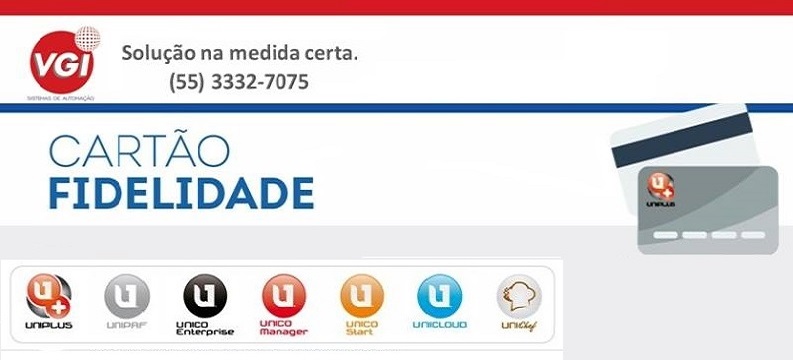 VGI
SISTEMAS DE AUTOMAÇÃO
Solução na medida certa.
(55) 3332-7075
CARTÃO
FIDELIDADE
UNIPLUS
UNIPLUS
UNIPAF
UNICO
Enterprise
UNICO
Manager
UNICO
Start
UNICLOUD
UNIChef